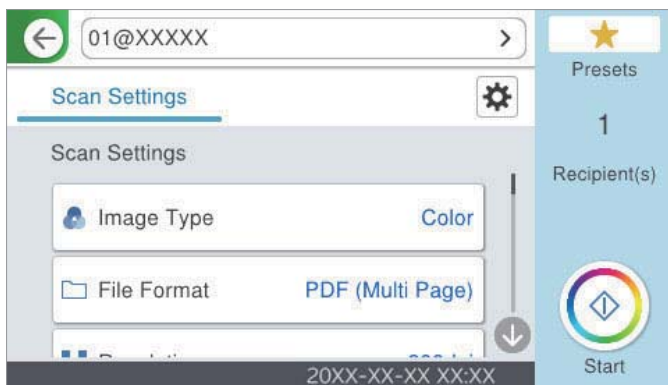 01@XXXXX
Presets
Scan Settings
1
Recipient(s)
Scan Settings
Image Type Color
File Format PDF (Multi Page)
20XX-XX-XX XX:XX
Start